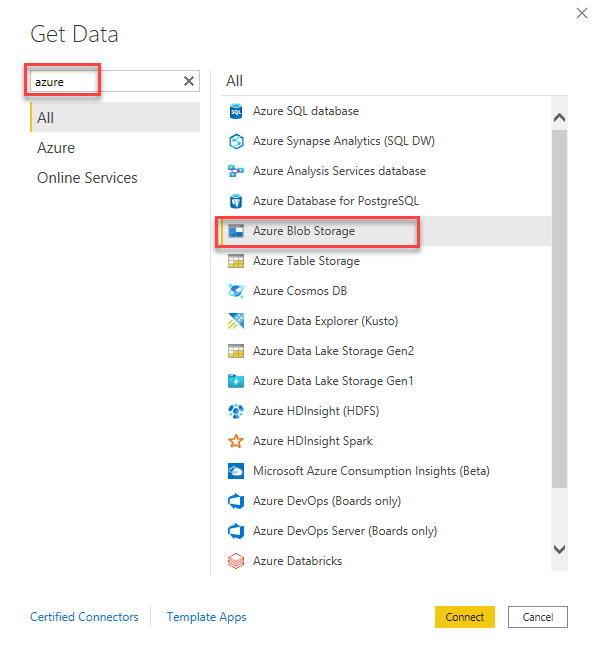 Get Data
azure
All
Azure
Online Services
All
Azure SQL database
Azure Synapse Analytics (SQL DW)
Azure Analysis Services database
Azure Database for PostgreSQL
Azure Blob Storage
Azure Table Storage
Azure Cosmos DB
Azure Data Explorer (Kusto)
Azure Data Lake Storage Gen2
Azure Data Lake Storage Gen1
Azure HDInsight (HDFS)
Azure HDInsight Spark
Microsoft Azure Consumption Insights (Beta)
Azure DevOps (Boards only)
Azure DevOps Server (Boards only)
Azure Databricks
Certified Connectors
Template Apps
Connect
Cancel